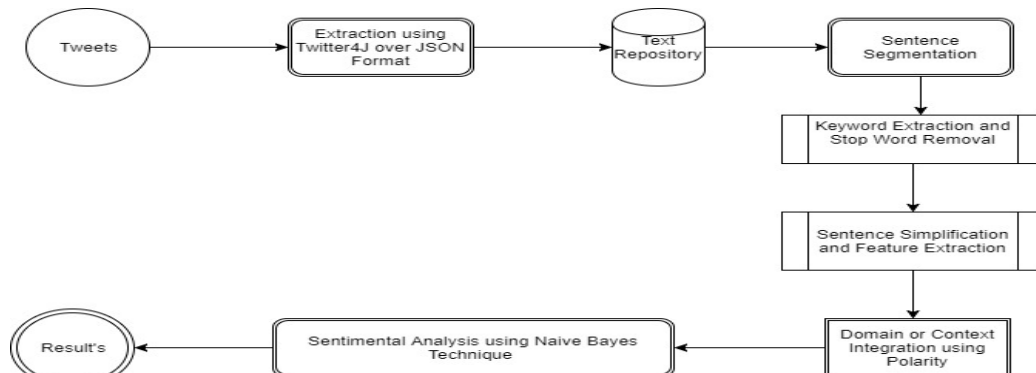 Tweets
Extraction using
Twitter4J over JSON
Format
Text
Repository
Sentence
Segmentation
Keyword Extraction and
Stop Word Removal
Sentence Simplification
and Feature Extraction
Domain or Context
Integration using
Polarity
Sentimental Analysis using Naive Bayes
Technique
Result's